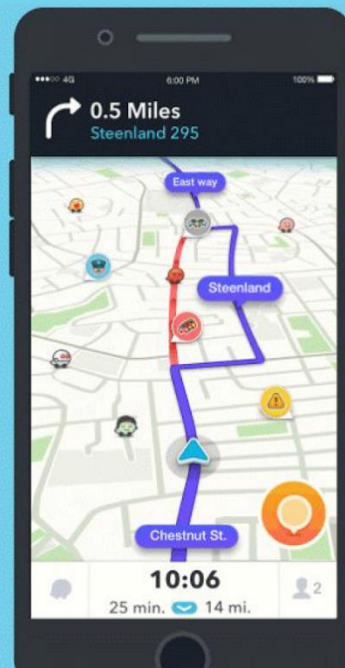 4G 6:00 PM 100%
0.5 Miles
Steenland 295
East way
Steenland
Chestnut St.
10:06
2
25 min. 14 mi.